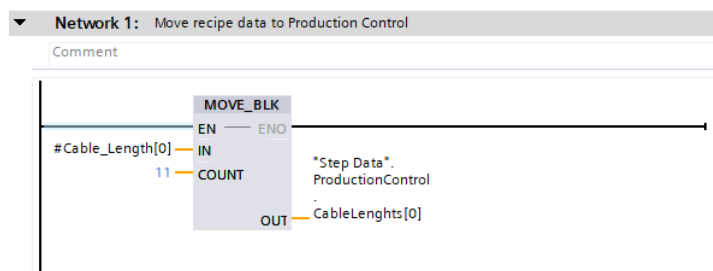 Network 1: Move recipe data to Production Control
Comment
MOVE_BLK
EN ENO
#Cable_Length[0] IN
11 COUNT
"Step Data".
ProductionControl
.
OUT CableLenghts[0]